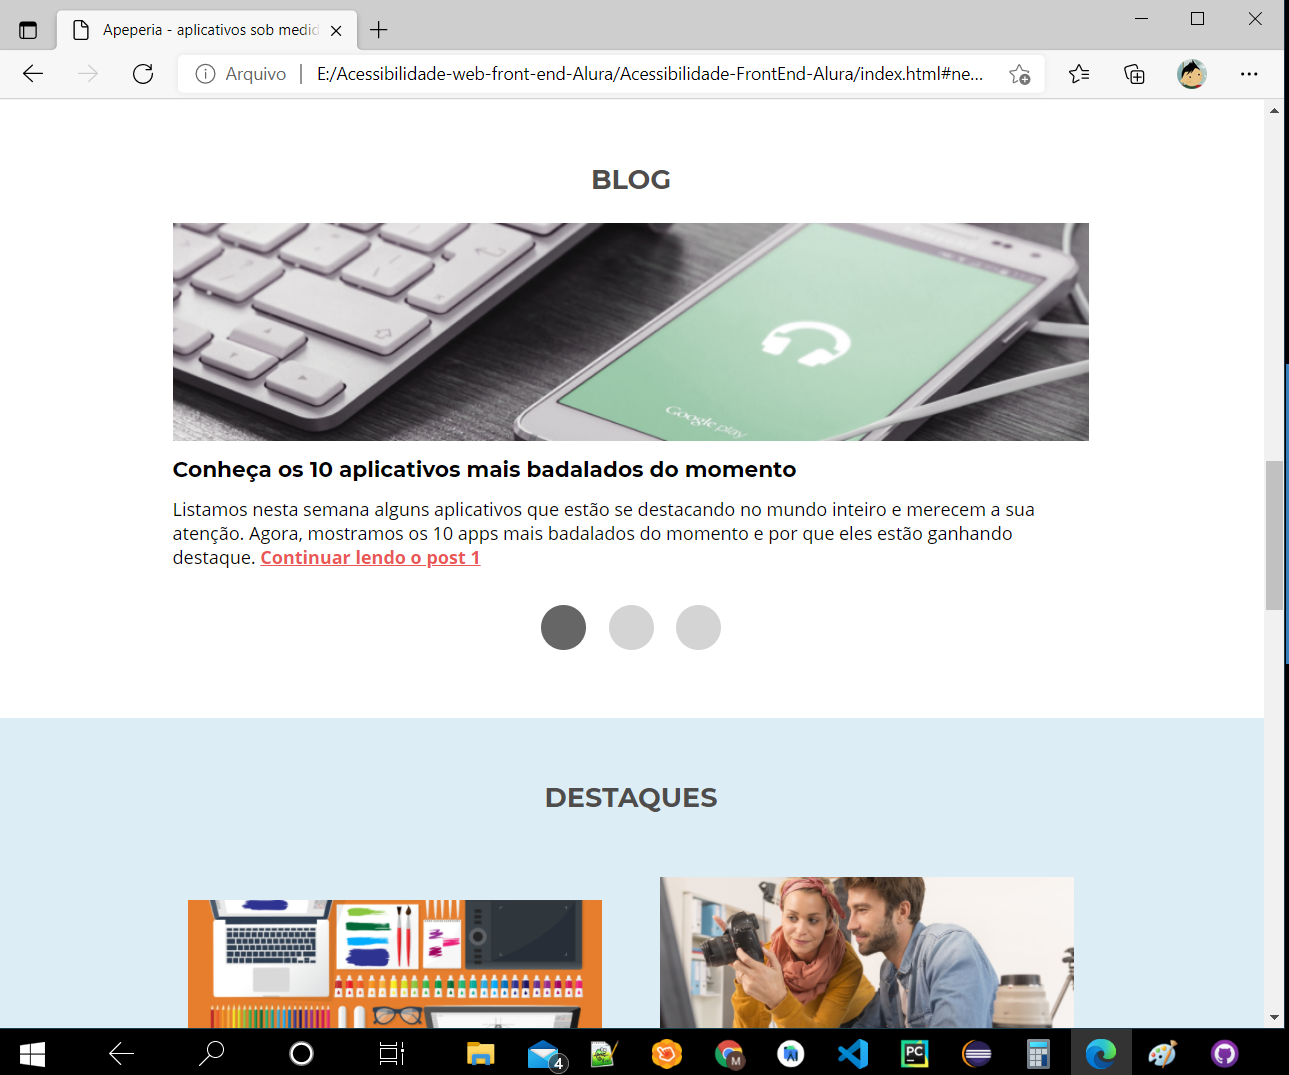 Apeperia - aplicativos sob medid
Arquivo
E:/Acessibilidade-web-front-end-Alura/Acessibilidade-FrontEnd-Alura/index.html#ne...
BLOG
Google play
Conheça os 10 aplicativos mais badalados do momento
Listamos nesta semana alguns aplicativos que estão se destacando no mundo inteiro e merecem a sua
atenção. Agora, mostramos os 10 apps mais badalados do momento e por que eles estão ganhando
destaque. Continuar lendo o post 1
DESTAQUES
4
M
PC